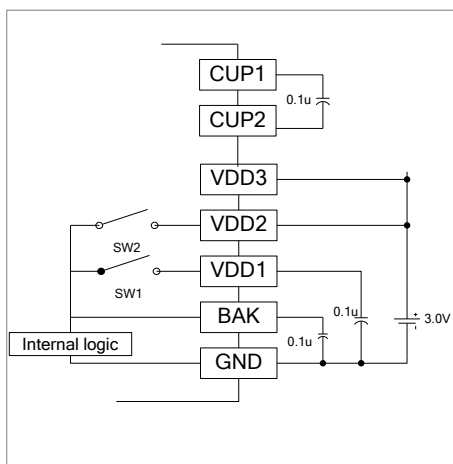 CUP1
0.1u
CUP2
VDD3
VDD2
SW2
VDD1
SW1
BAK
0.1u
+
3.0V
-
Internal logic
0.1u
GND